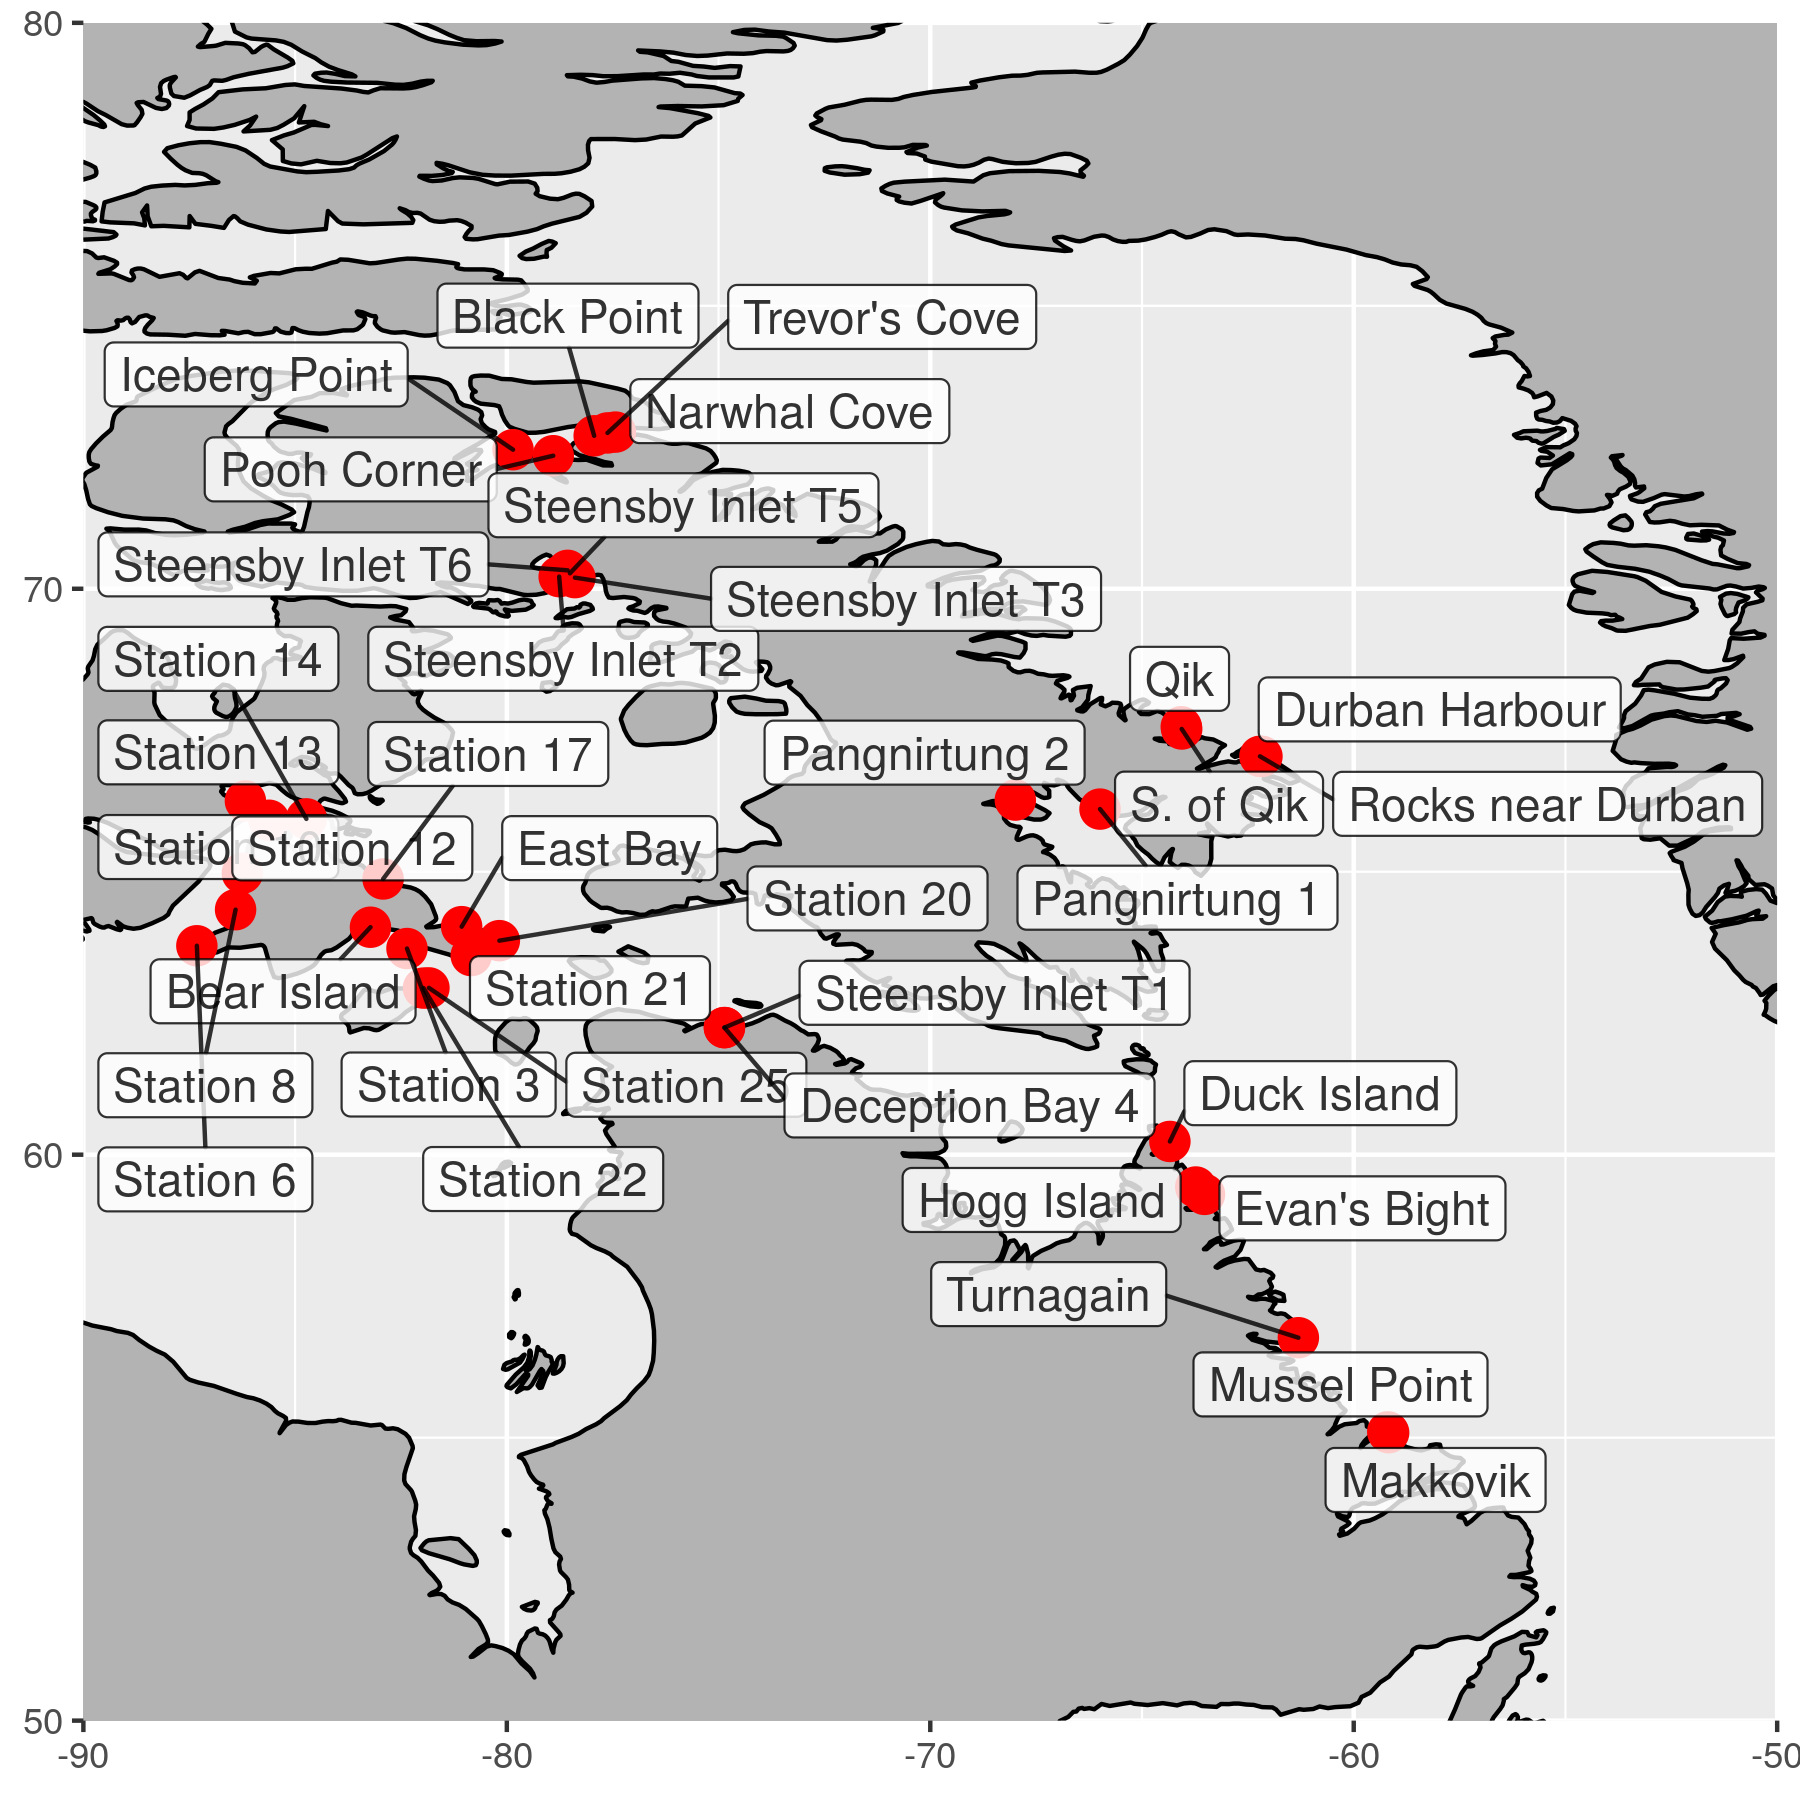 80
Black Point
Trevor's Cove
Iceberg Point
Narwhal Cove
Pooh Corner
Steensby Inlet T5
Steensby Inlet T6
70
Steensby Inlet T3
Station 14
Steensby Inlet T2
Qik
Durban Harbour
Station 13
Station 17
Pangnirtung 2
S. of Qik
Rocks near Durban
Station 12
East Bay
Station 20
Pangnirtung 1
Bear Island
Station 21
Steensby Inlet T1
Station 8
Station 3
Station 25
Deception Bay 4
Duck Island
60
Station 6
Station 22
Hogg Island
Evan's Bight
Turnagain
Mussel Point
Makkovik
50
-90
-80
-70
-60
-50